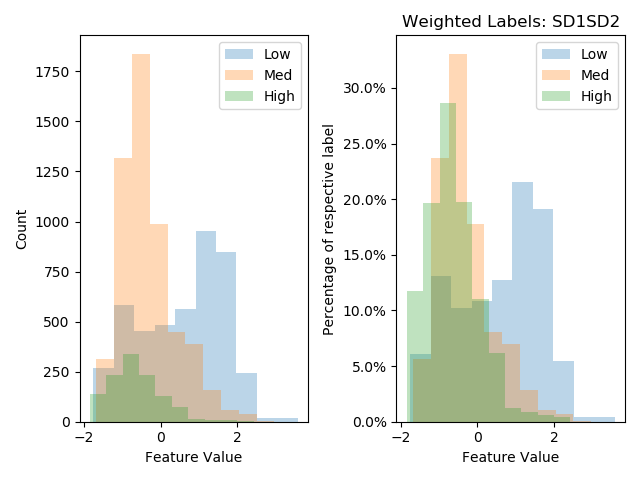 Weighted Labels: SD1SD2
Count
1750
1500
1250
1000
750
500
250
0
Low
Med
High
−2
0
2
Feature Value
Percentage of respective label
30.0%
25.0%
20.0%
15.0%
10.0%
5.0%
0.0%
Low
Med
High
−2
0
2
Feature Value